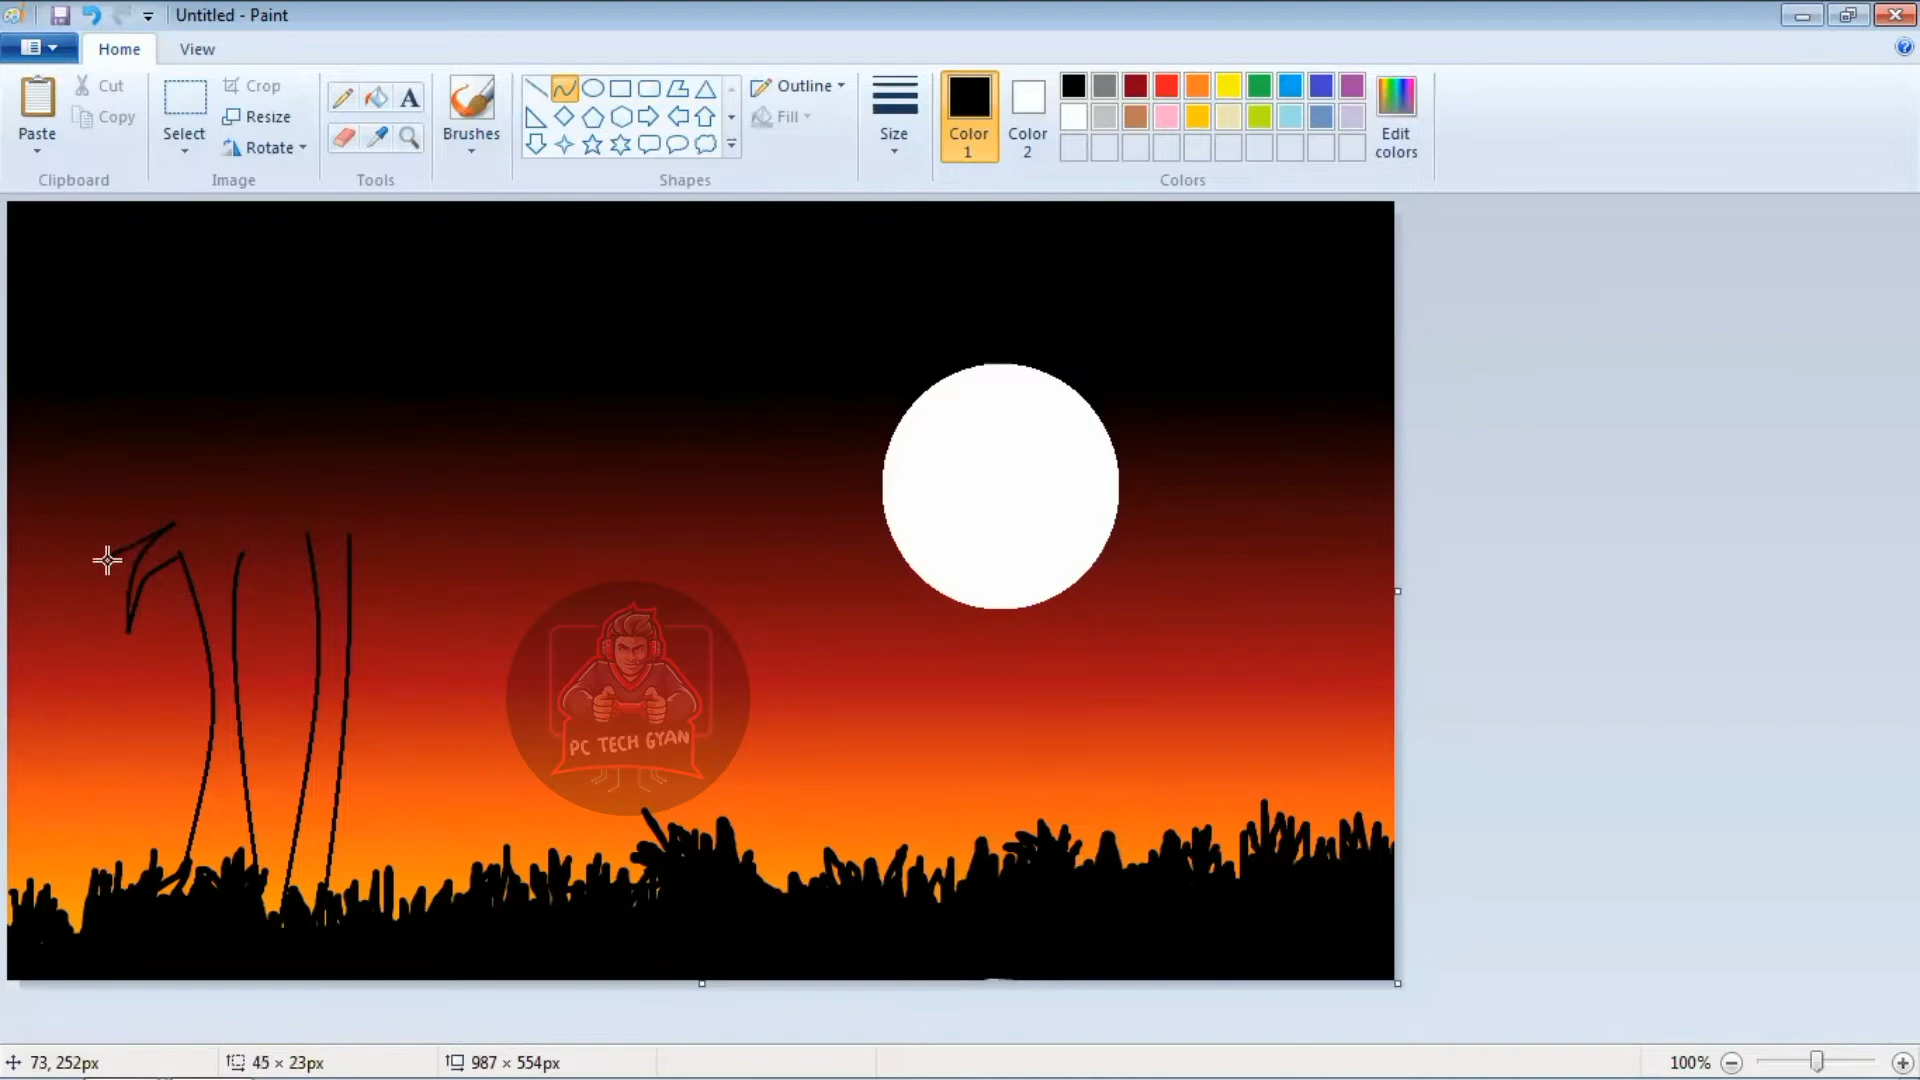 Untitled - Paint
Home View
Cut Crop Outline
Copy Resize Fill
Paste Select Rotate Brushes Size Color 1 Color 2 Edit colors
Clipboard Image Tools Shapes Colors
PC TECH GYAN
73, 252px 45 × 23px 987 × 554px 100%